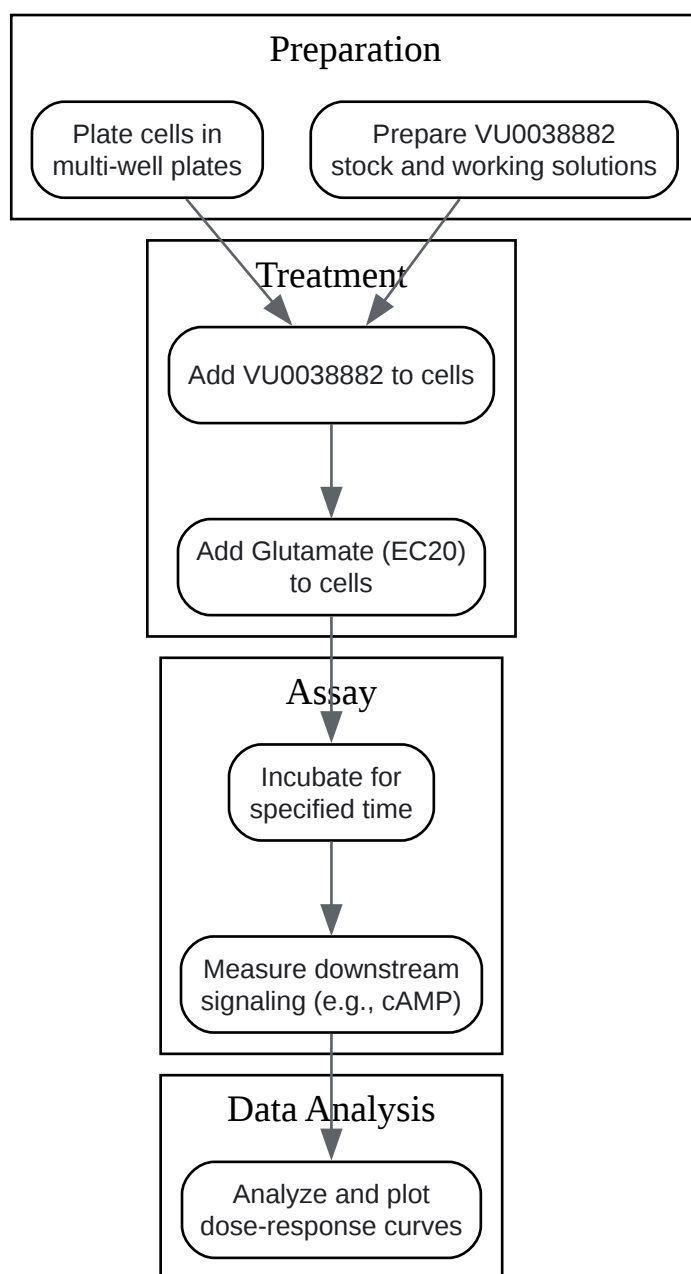 Preparation
Plate cells in
multi-well plates
Prepare VU0038882
stock and working solutions
Treatment
Add VU0038882 to cells
Add Glutamate (EC20)
to cells
Assay
Incubate for
specified time
Measure downstream
signaling (e.g., cAMP)
Data Analysis
Analyze and plot
dose-response curves